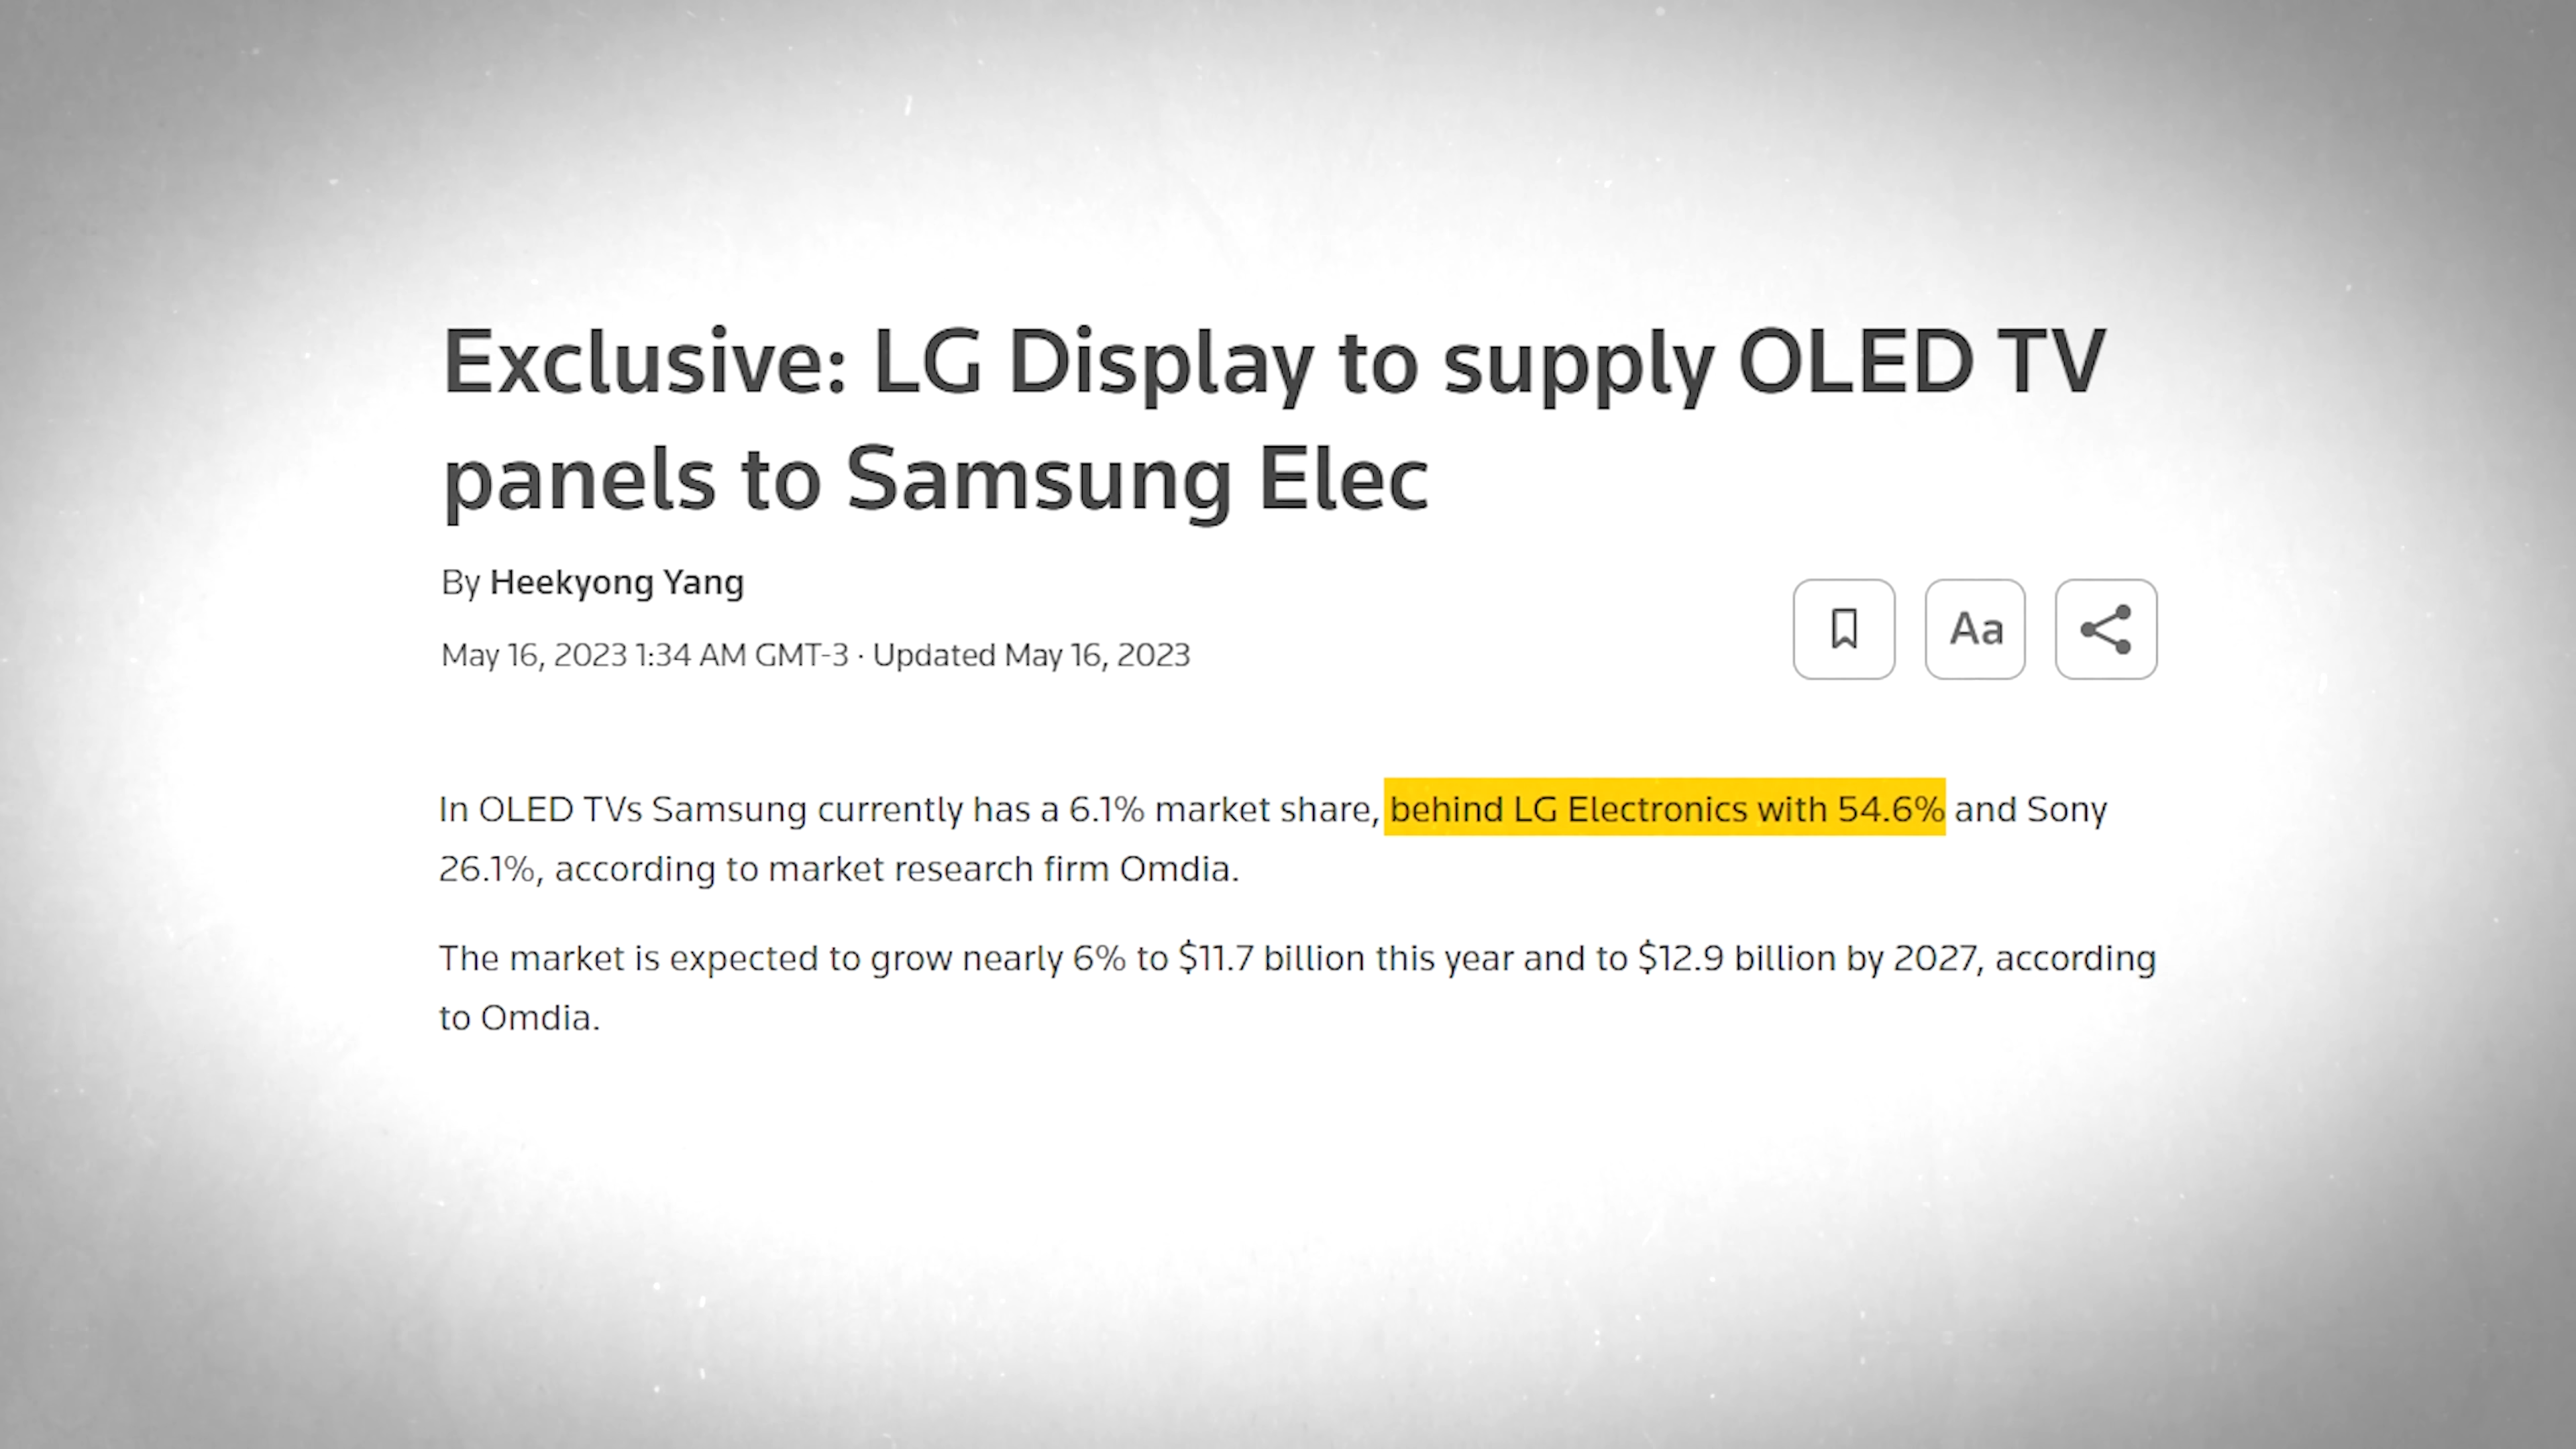 Exclusive: LG Display to supply OLED TV
panels to Samsung Elec
By Heekyong Yang
May 16, 2023 1:34 AM GMT-3 · Updated May 16, 2023
Aa
In OLED TVs Samsung currently has a 6.1% market share, behind LG Electronics with 54.6% and Sony
26.1%, according to market research firm Omdia.
The market is expected to grow nearly 6% to $11.7 billion this year and to $12.9 billion by 2027, according
to Omdia.